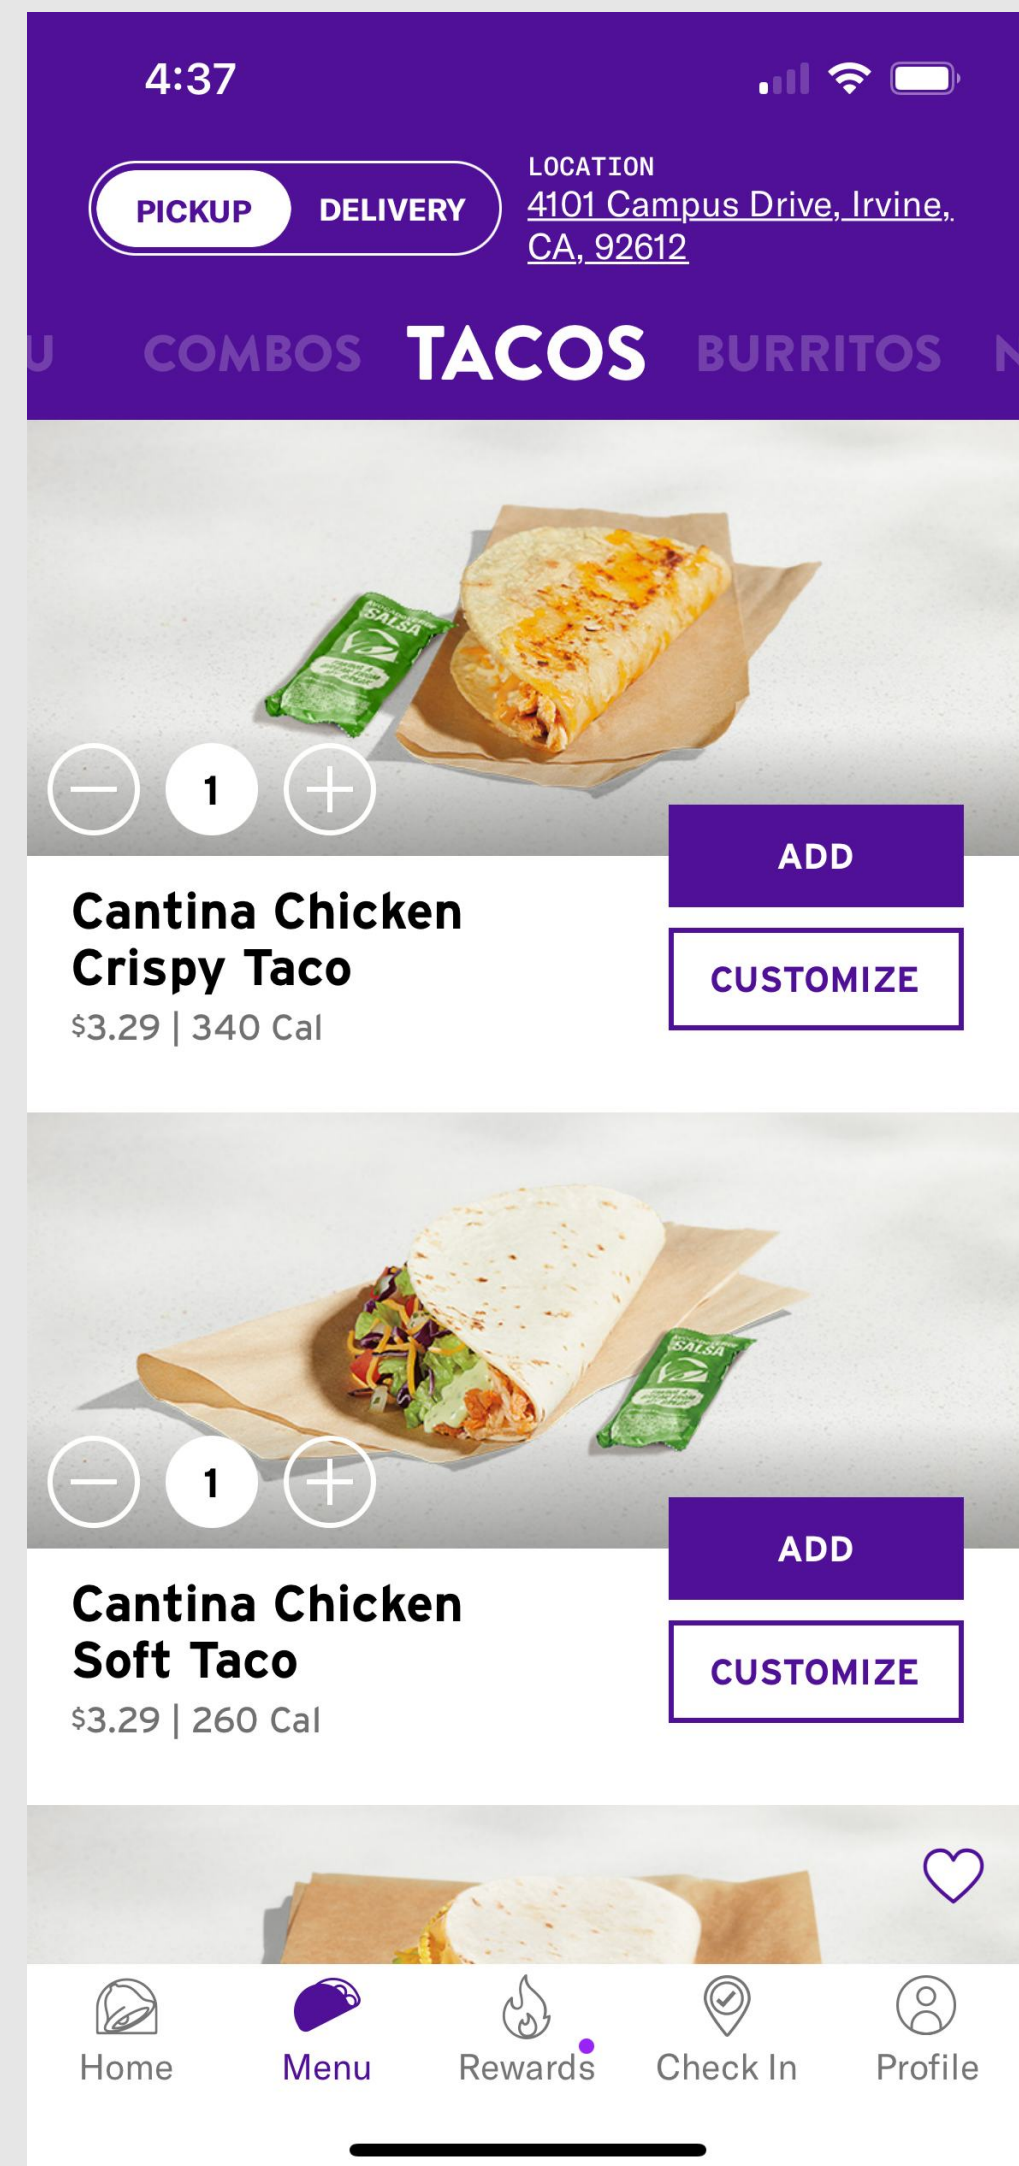 4:37
PICKUP
DELIVERY
LOCATION
4101 Campus Drive, Irvine,
CA, 92612
U
COMBOS
TACOS
BURRITOS
N
SALSA
1
ADD
Cantina Chicken
Crispy Taco
CUSTOMIZE
$3.29 | 340 Cal
SALSA
1
ADD
Cantina Chicken
Soft Taco
CUSTOMIZE
$3.29 | 260 Cal
Home
Menu
Rewards
Check In
Profile